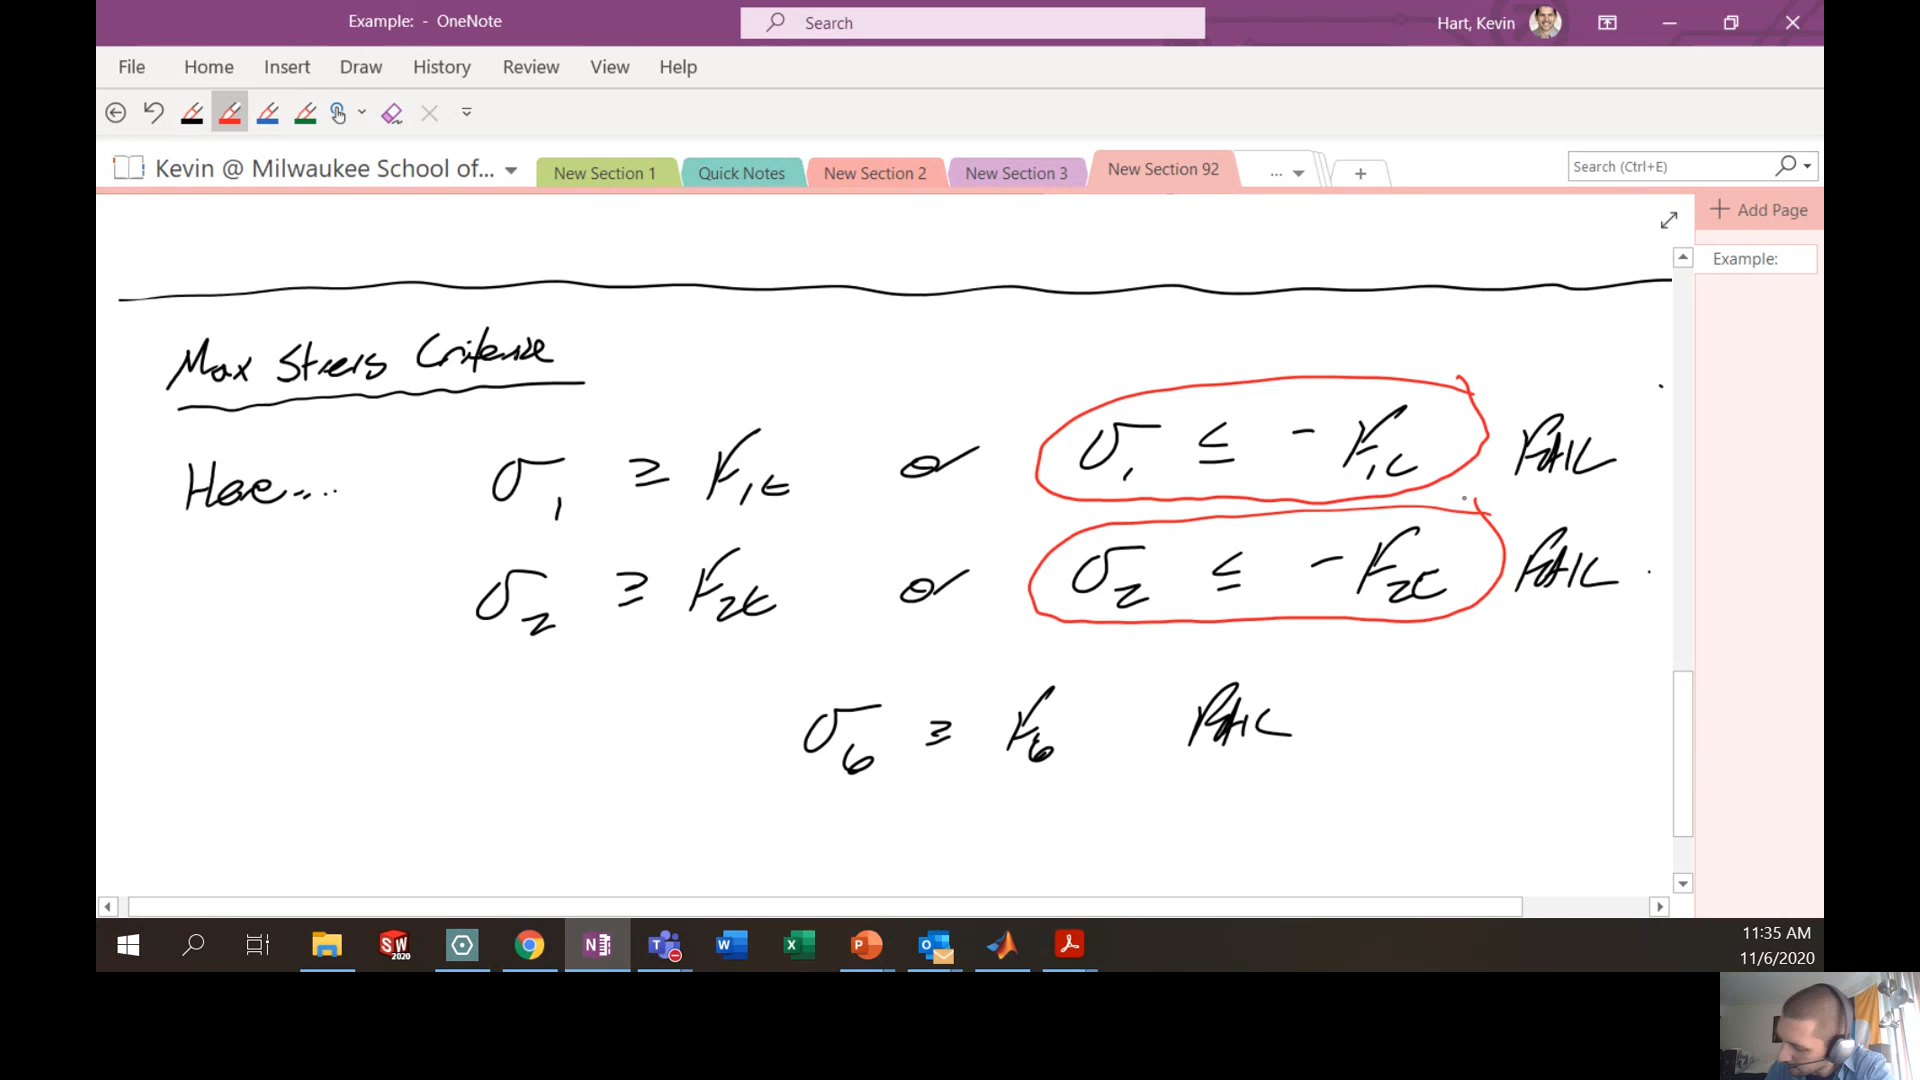 Example: - OneNote
Search
Hart, Kevin
File Home Insert Draw History Review View Help
Kevin @ Milwaukee School of...
New Section 1
Quick Notes
New Section 2
New Section 3
New Section 92
...
Search (Ctrl+E)
Add Page
Example:
Max Stress Criterion
Here....
σ₁ ≥ F₁t or σ₁ ≤ - F₁c FAIL
σ₂ ≥ F₂t or σ₂ ≤ - F₂c FAIL
σ₆ ≥ F₆ FAIL
SW
2020
N
T
W
X
P
O
11:35 AM
11/6/2020